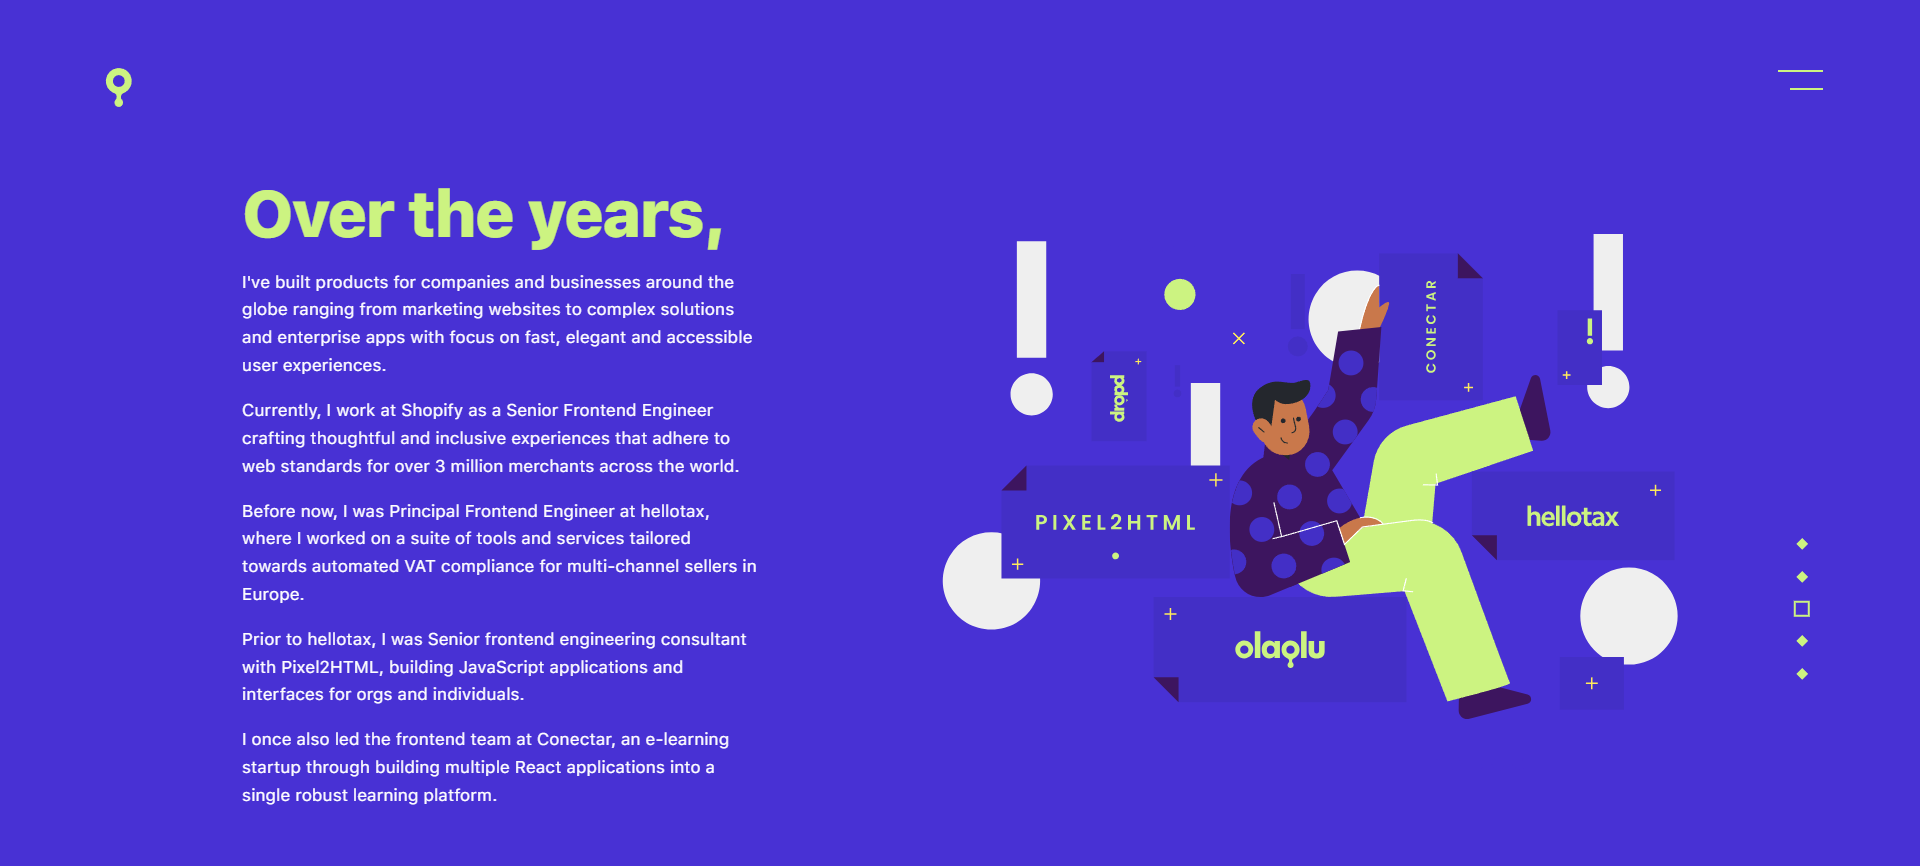 Over the years,
I've built products for companies and businesses around the
globe ranging from marketing websites to complex solutions
and enterprise apps with focus on fast, elegant and accessible
user experiences.
Currently, I work at Shopify as a Senior Frontend Engineer
crafting thoughtful and inclusive experiences that adhere to
web standards for over 3 million merchants across the world.
Before now, I was Principal Frontend Engineer at hellotax,
where I worked on a suite of tools and services tailored
towards automated VAT compliance for multi-channel sellers in
Europe.
Prior to hellotax, I was Senior frontend engineering consultant
with Pixel2HTML, building JavaScript applications and
interfaces for orgs and individuals.
I once also led the frontend team at Conectar, an e-learning
startup through building multiple React applications into a
single robust learning platform.
CONECTAR
dropd
PIXEL2HTML
hellotax
olaolu